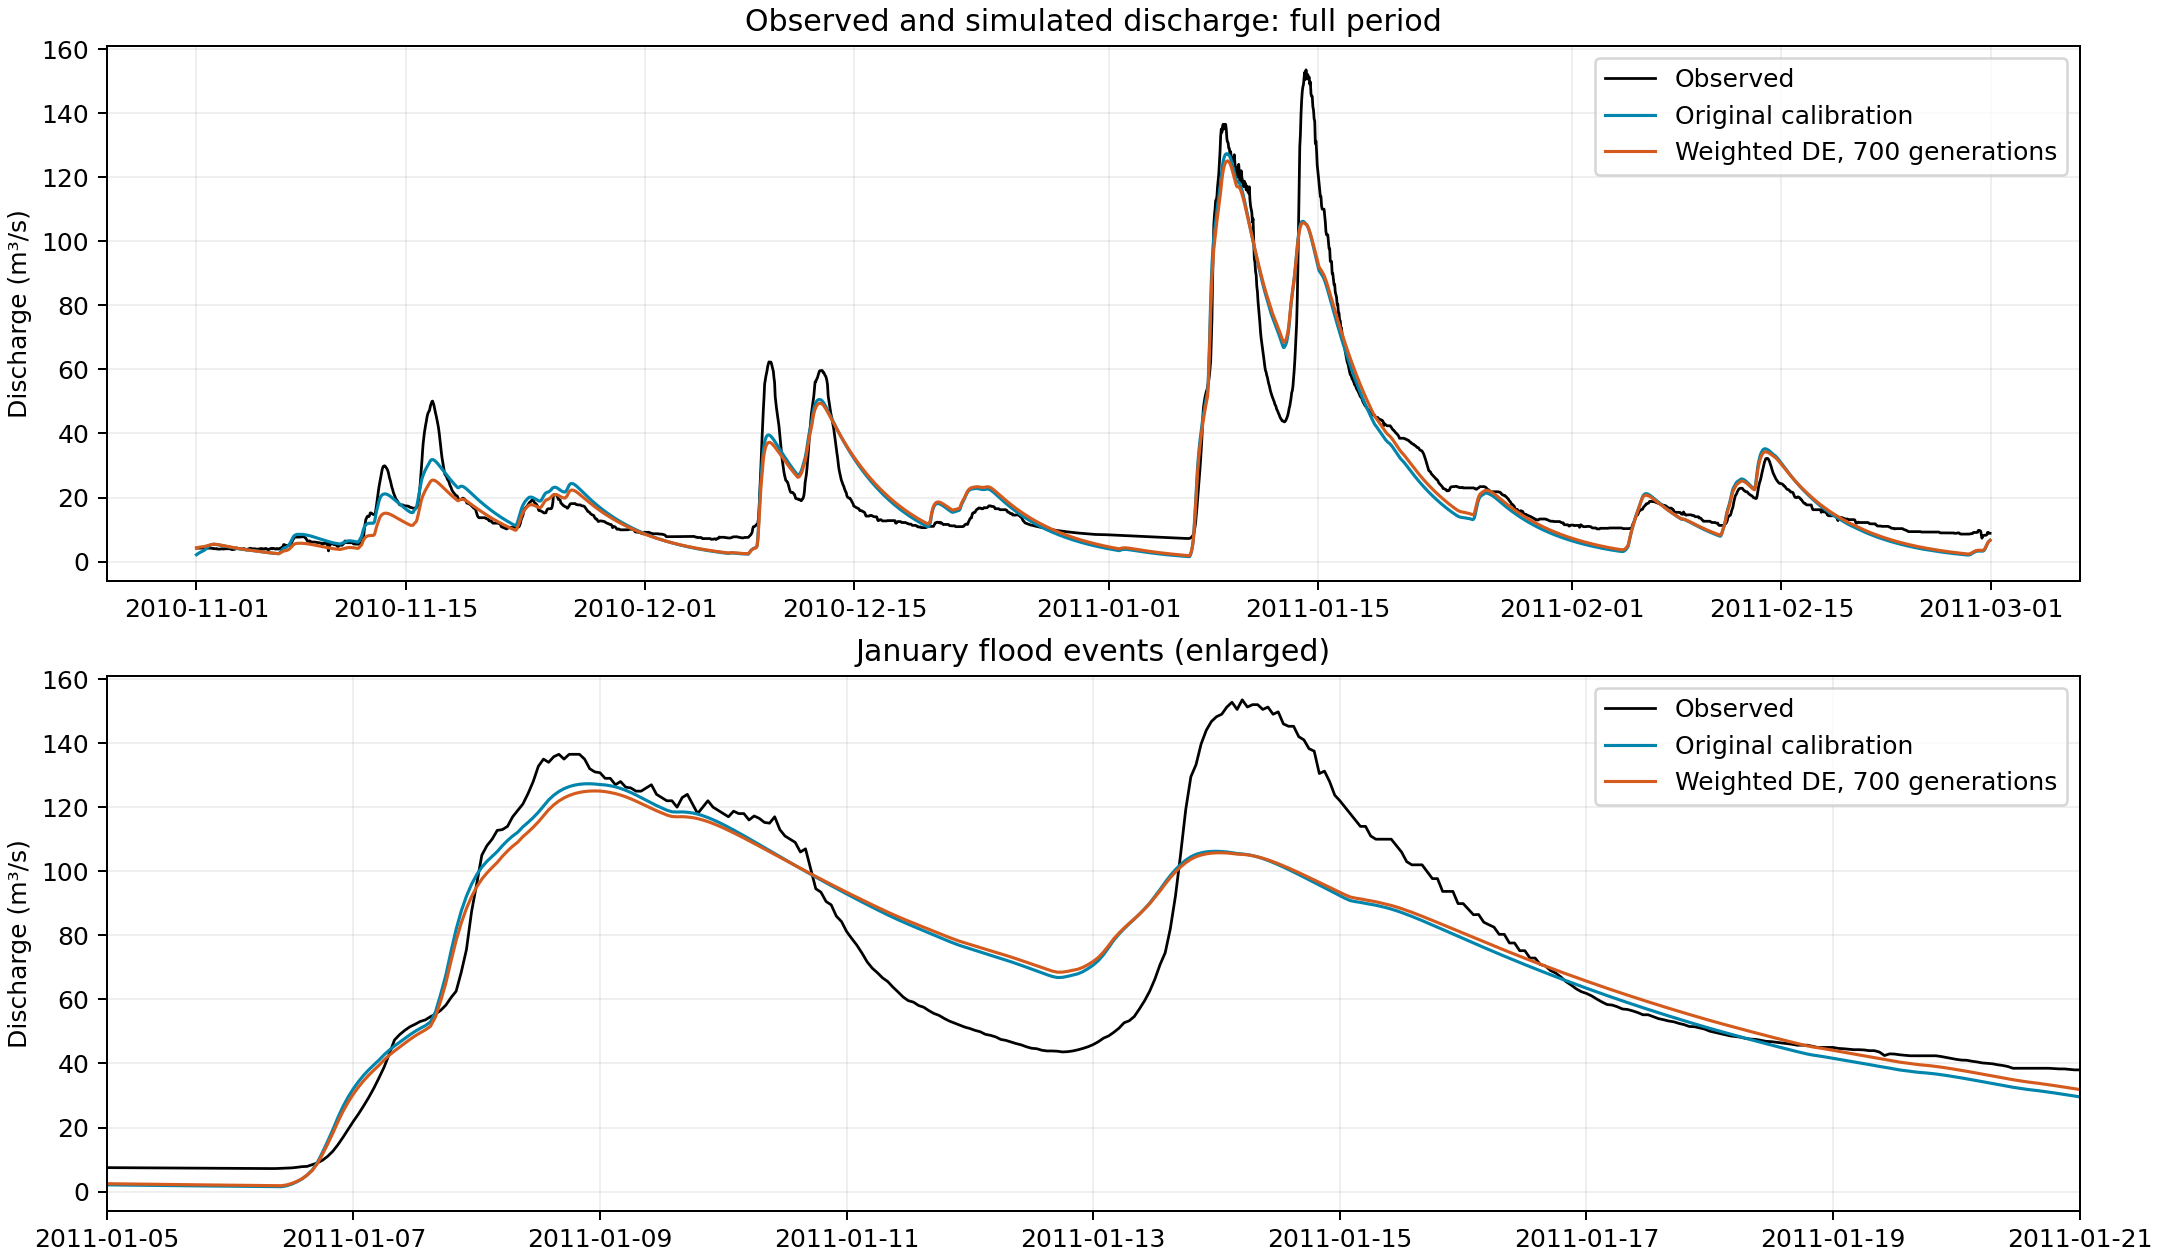 Observed and simulated discharge: full period
160
140
120
100
80
60
40
20
0
Discharge (m³/s)
Observed
Original calibration
Weighted DE, 700 generations
2010-11-01 2010-11-15 2010-12-01 2010-12-15 2011-01-01 2011-01-15 2011-02-01 2011-02-15 2011-03-01
January flood events (enlarged)
160
140
120
100
80
60
40
20
0
Discharge (m³/s)
Observed
Original calibration
Weighted DE, 700 generations
2011-01-05 2011-01-07 2011-01-09 2011-01-11 2011-01-13 2011-01-15 2011-01-17 2011-01-19 2011-01-21